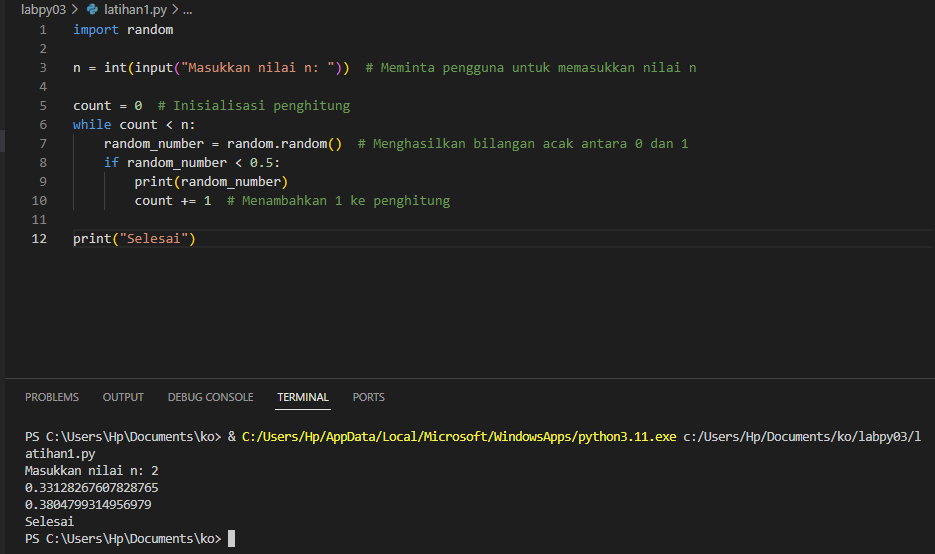 labpy03 > latihan1.py > ...
1 import random
2
3 n = int(input("Masukkan nilai n: "))  # Meminta pengguna untuk memasukkan nilai n
4
5 count = 0  # Inisialisasi penghitung
6 while count < n:
7     random_number = random.random()  # Menghasilkan bilangan acak antara 0 dan 1
8     if random_number < 0.5:
9         print(random_number)
10         count += 1  # Menambahkan 1 ke penghitung
11
12 print("Selesai")
PROBLEMS OUTPUT DEBUG CONSOLE TERMINAL PORTS
PS C:\Users\Hp\Documents\ko> & C:/Users/Hp/AppData/Local/Microsoft/WindowsApps/python3.11.exe c:/Users/Hp/Documents/ko/labpy03/l
atihan1.py
Masukkan nilai n: 2
0.33128267607828765
0.3804799314956979
Selesai
PS C:\Users\Hp\Documents\ko>